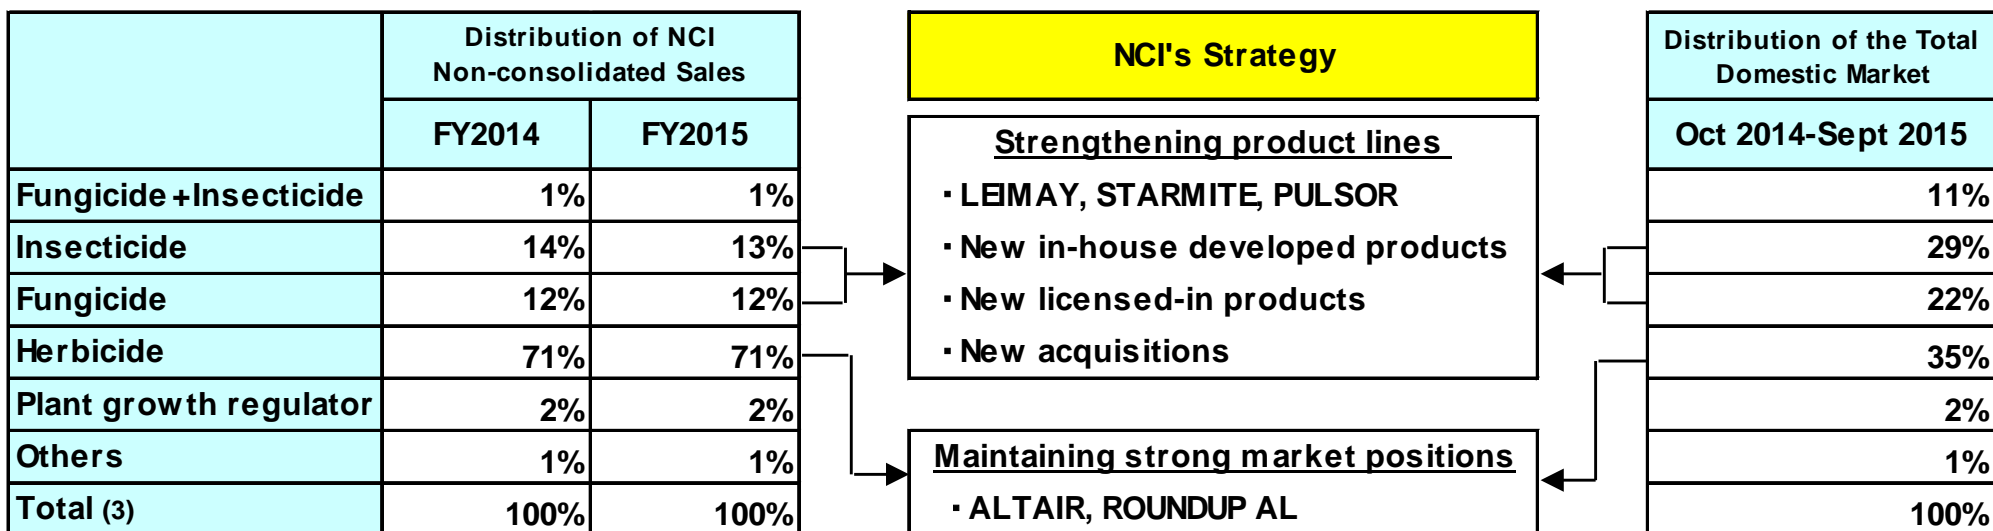 Distribution of NCI
Non-consolidated Sales
NCI's Strategy
Distribution of the Total
Domestic Market
FY2014 FY2015
Oct 2014-Sept 2015
Strengthening product lines
Fungicide+Insecticide 1% 1%
・LEIMAY, STARMITE, PULSOR
11%
Insecticide 14% 13%
・New in-house developed products
29%
Fungicide 12% 12%
・New licensed-in products
22%
Herbicide 71% 71%
・New acquisitions
35%
Plant growth regulator 2% 2%
2%
Others 1% 1%
Maintaining strong market positions
1%
Total (3) 100% 100%
・ALTAIR, ROUNDUP AL
100%